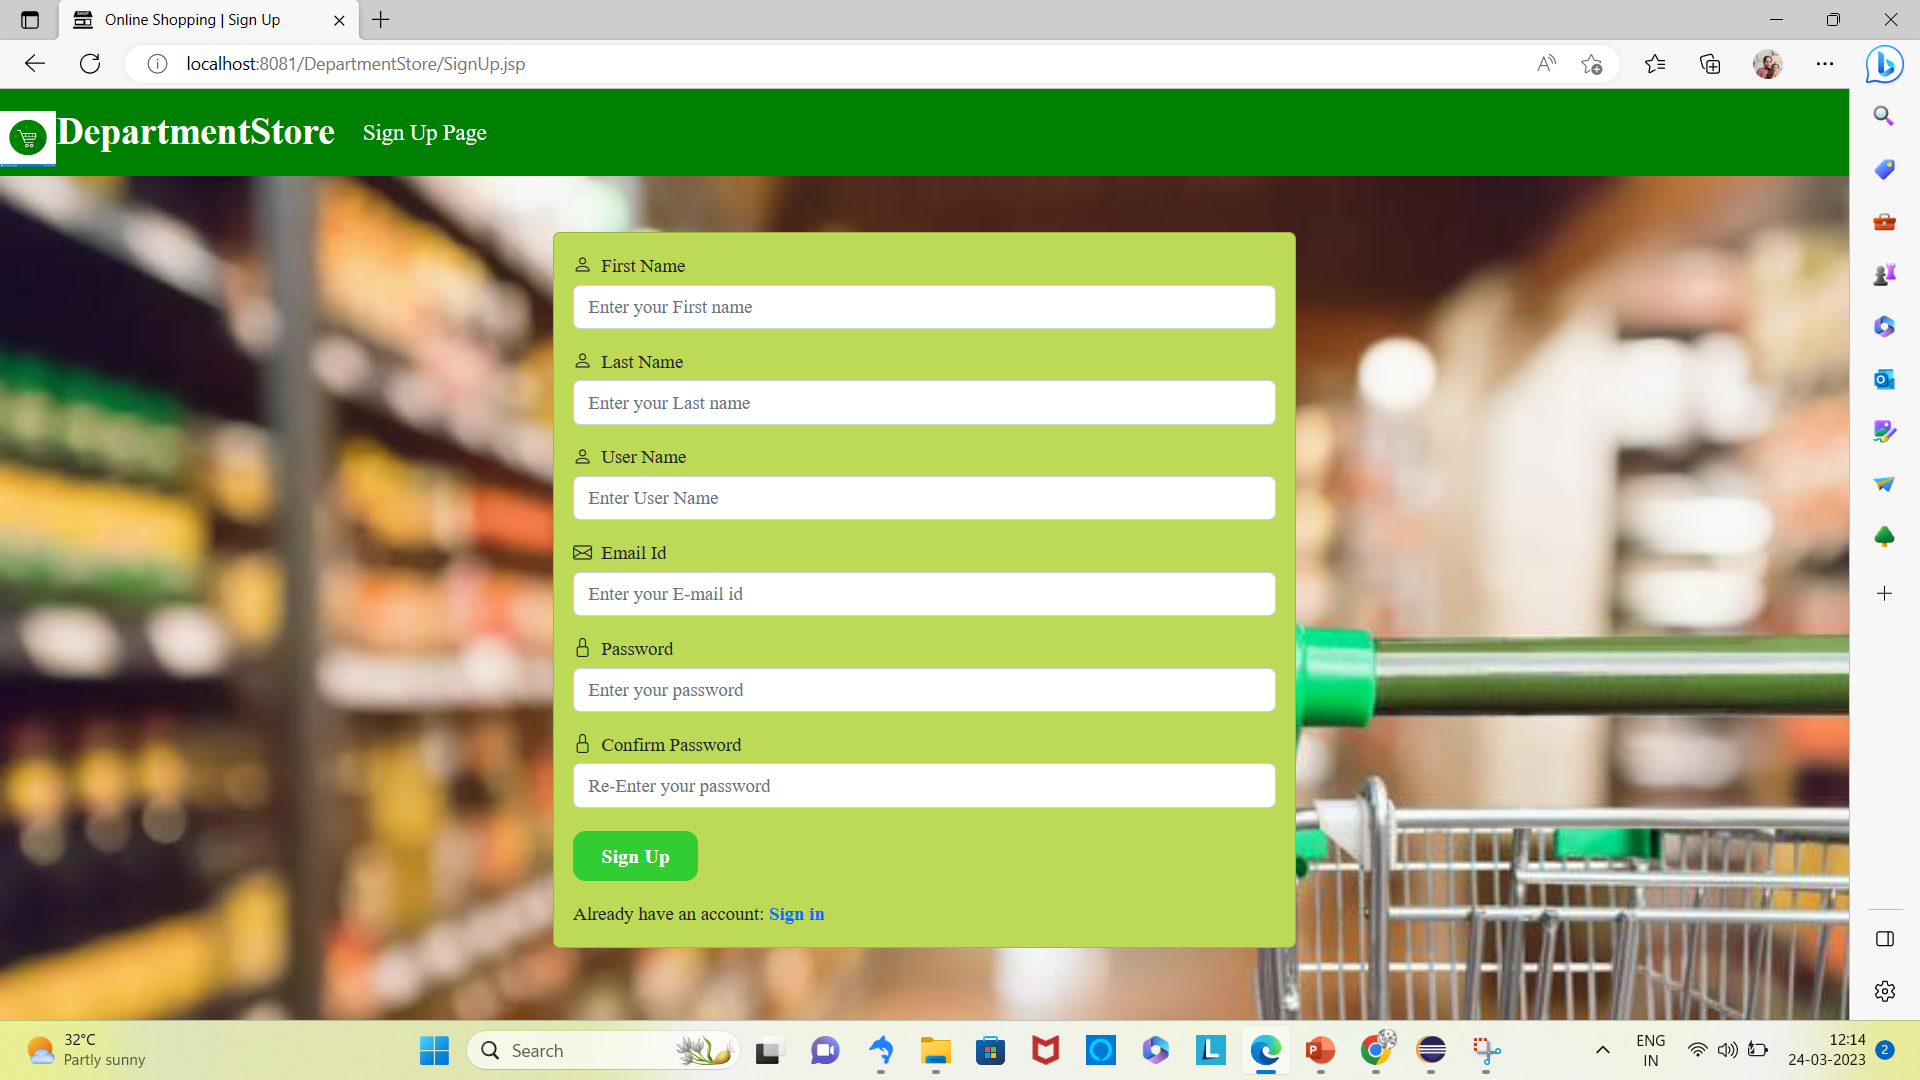 Online Shopping | Sign Up
localhost:8081/DepartmentStore/SignUp.jsp
DepartmentStore
Sign Up Page
First Name
Enter your First name
Last Name
Enter your Last name
User Name
Enter User Name
Email Id
Enter your E-mail id
Password
Enter your password
Confirm Password
Re-Enter your password
Sign Up
Already have an account: Sign in
32°C
Partly sunny
Search
ENG
IN
12:14
24-03-2023
2